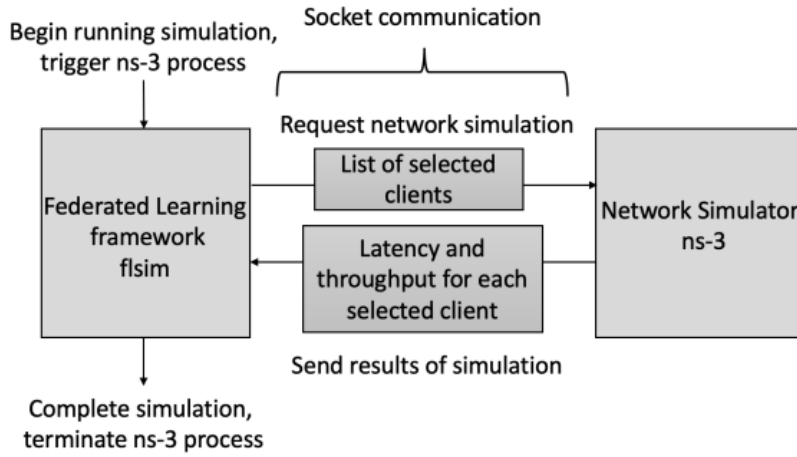 Socket communication
Begin running simulation,
trigger ns-3 process
Request network simulation
List of selected
clients
Federated Learning
framework
flsim
Network Simulator
ns-3
Latency and
throughput for each
selected client
Send results of simulation
Complete simulation,
terminate ns-3 process